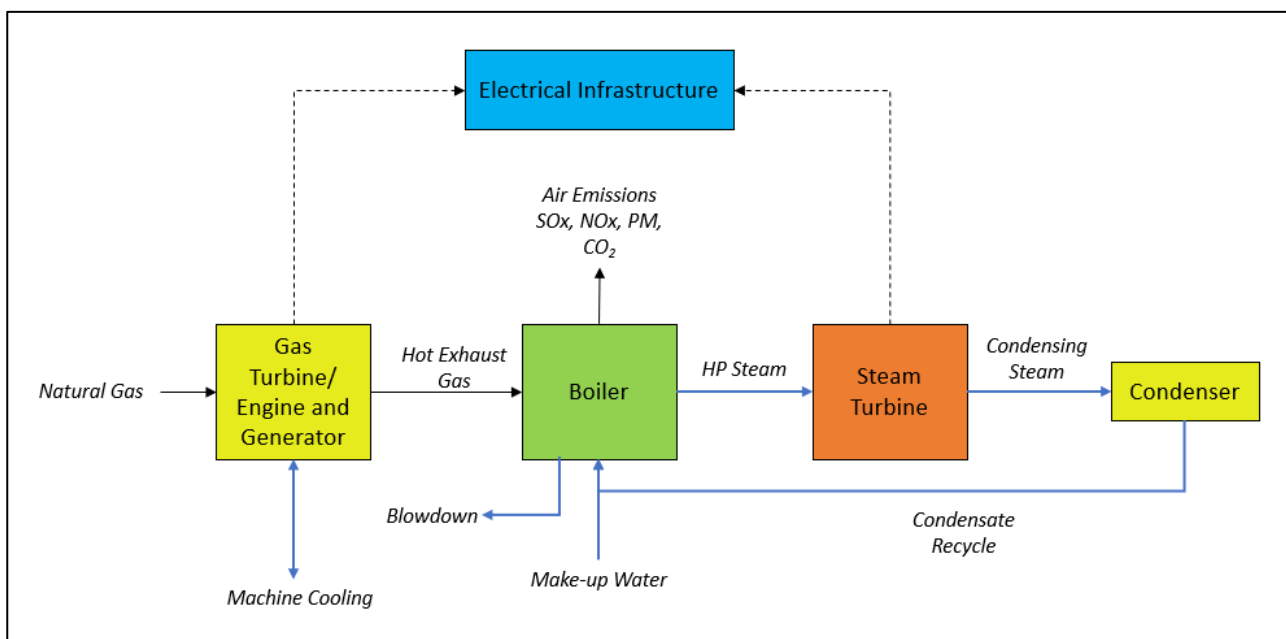 Electrical Infrastructure
Air Emissions
SOx, NOx, PM,
CO₂
Natural Gas
Gas
Turbine/
Engine and
Generator
Hot Exhaust
Gas
Boiler
HP Steam
Steam
Turbine
Condensing
Steam
Condenser
Blowdown
Condensate
Recycle
Machine Cooling
Make-up Water